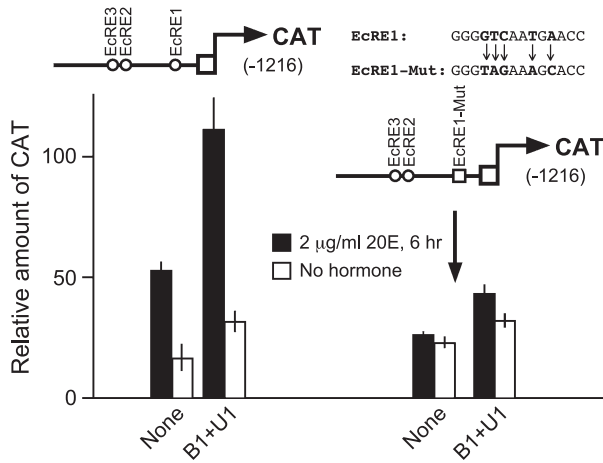 EcRE3
EcRE2
EcRE1
CAT
(-1216)
EcRE1: GGGGTCAATGAACC
EcRE1-Mut: GGGTAGAAAGCACC
EcRE3
EcRE2
EcRE1-Mut
CAT
(-1216)
Relative amount of CAT
100
50
0
2 μg/ml 20E, 6 hr
No hormone
None
B1+U1
None
B1+U1